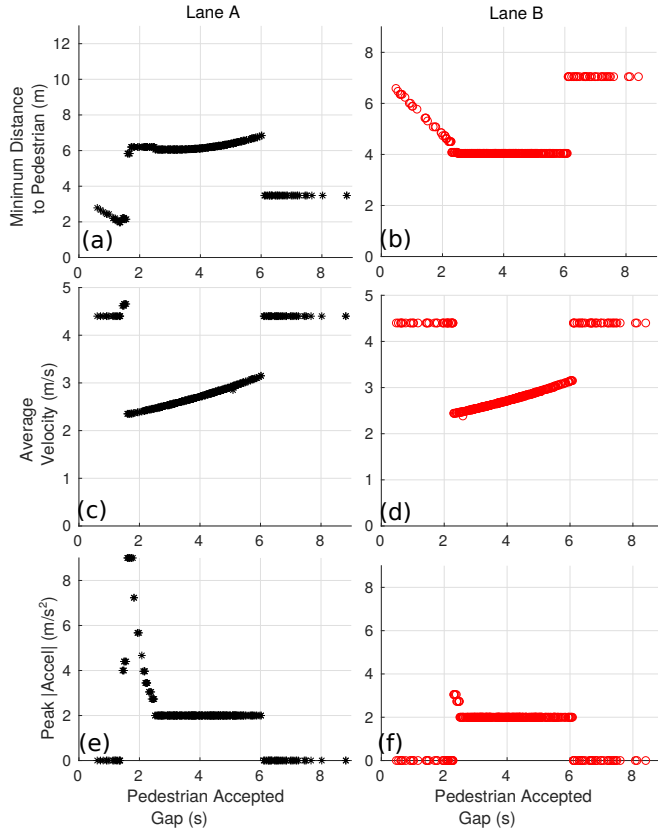 Lane A
Lane B
Minimum Distance
to Pedestrian (m)
12
10
8
6
4
2
0
0 2 4 6 8
(a)
8
6
4
2
0
0 2 4 6 8
(b)
Average
Velocity (m/s)
5
4
3
2
1
0
0 2 4 6 8
(c)
5
4
3
2
1
0
0 2 4 6 8
(d)
Peak |Accel| (m/s²)
8
6
4
2
0
0 2 4 6 8
(e)
8
6
4
2
0
0 2 4 6 8
(f)
Pedestrian Accepted
Gap (s)
Pedestrian Accepted
Gap (s)